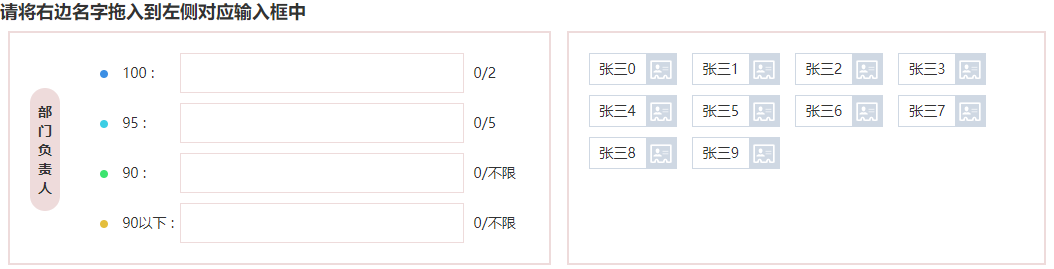 请将右边名字拖入到左侧对应输入框中
部门负责人
100 : 0/2
95 : 0/5
90 : 0/不限
90以下 : 0/不限
张三0 张三1 张三2 张三3
张三4 张三5 张三6 张三7
张三8 张三9